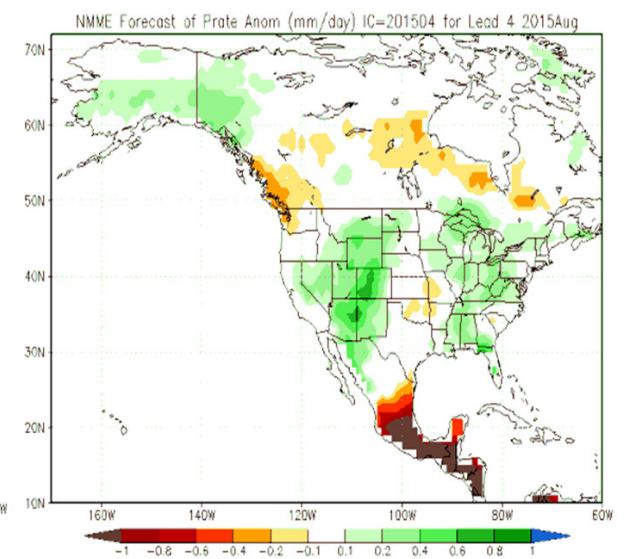 NMME Forecast of Prate Anom (mm/day) IC=201504 for Lead 4 2015Aug
70N
60N
50N
40N
30N
20N
10N
W
160W 140W 120W 100W 80W 60W
-1 -0.8 -0.6 -0.4 -0.2 -0.1 0.1 0.2 0.4 0.6 0.8 1